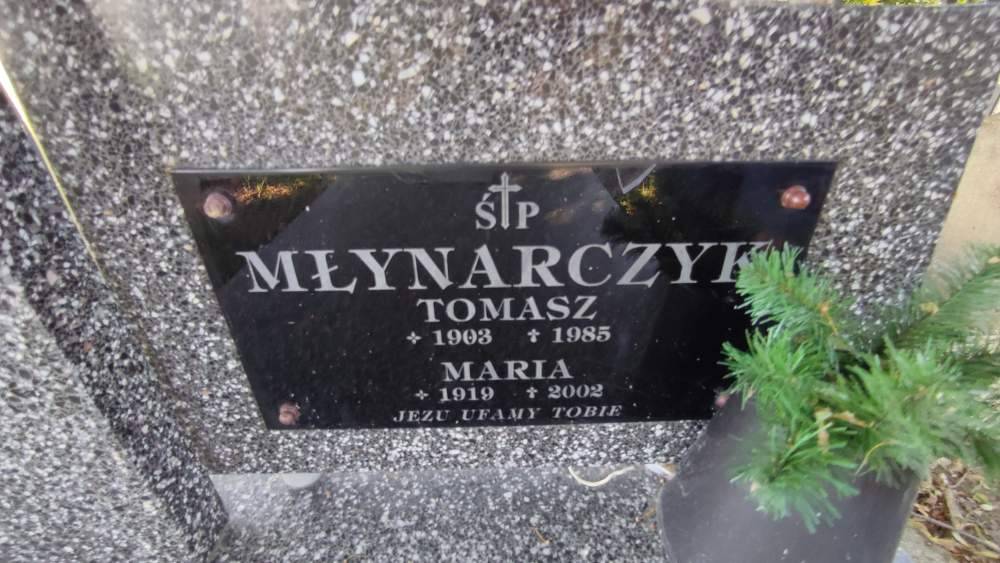 Ś†P
MŁYNARCZYK
TOMASZ
✢ 1903 ✝ 1985
MARIA
✢ 1919 ✝ 2002
JEZU UFAMY TOBIE